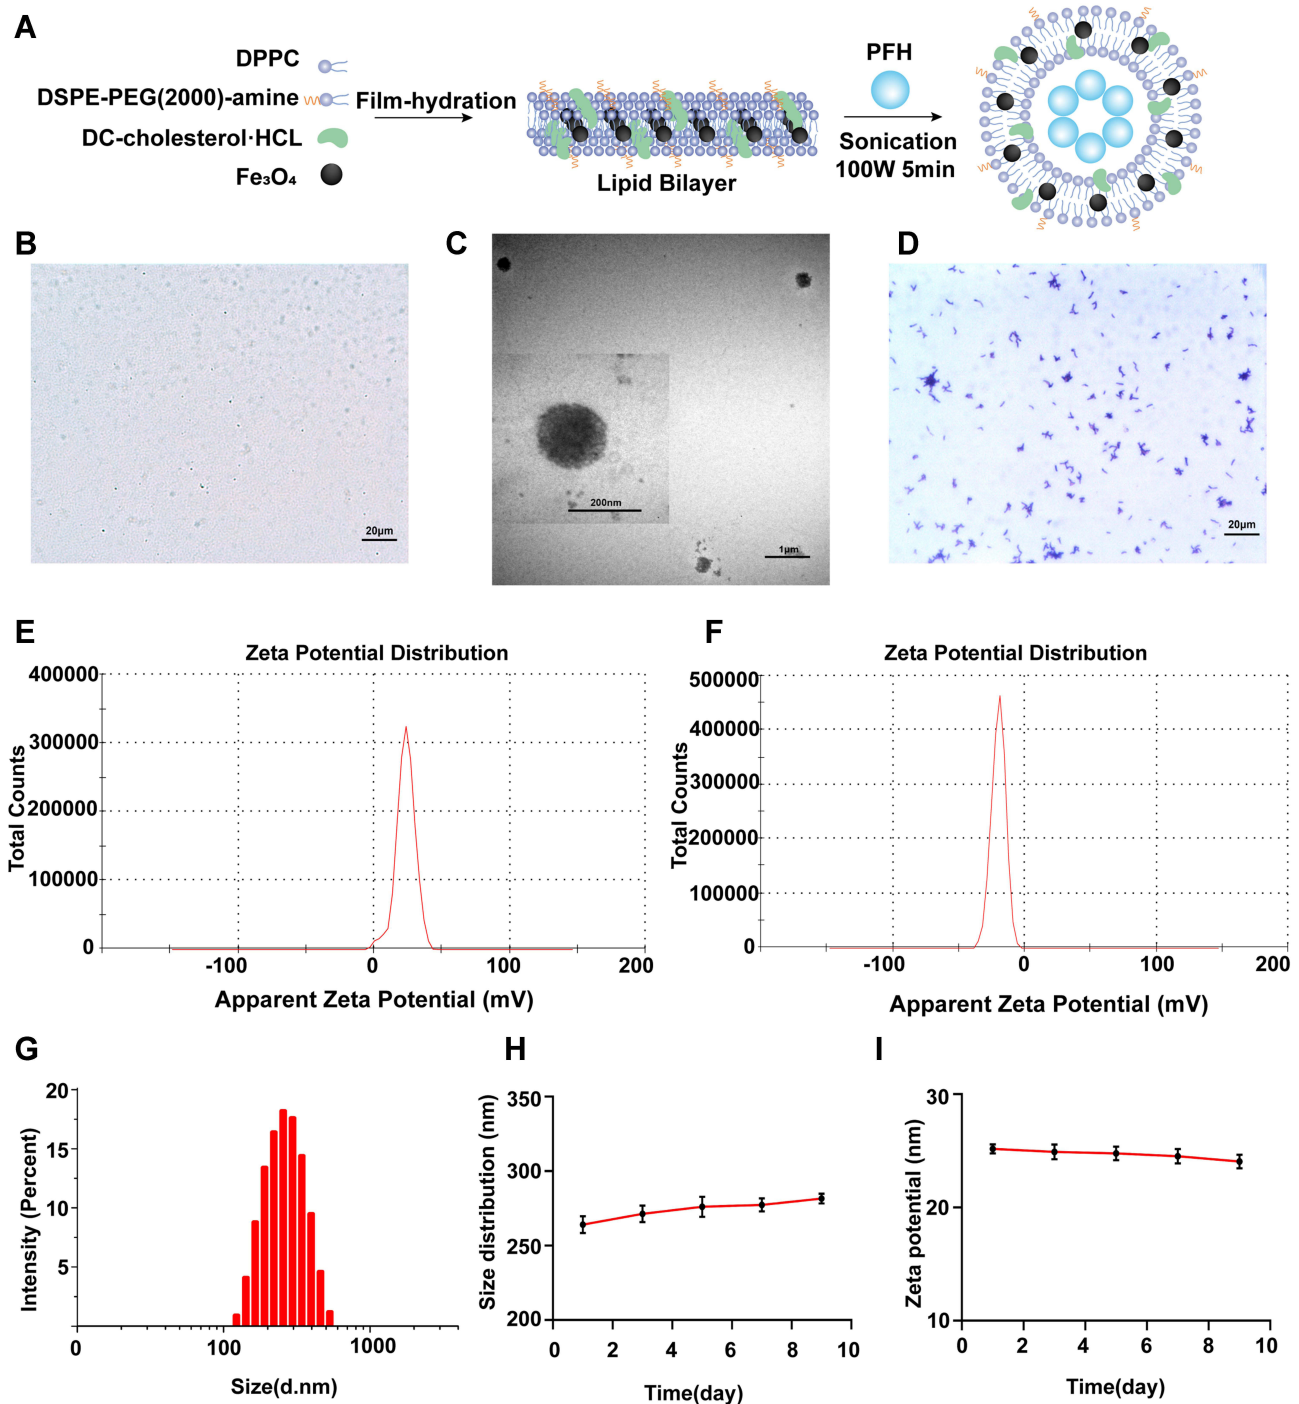 A
DPPC
DSPE-PEG(2000)-amine
DC-cholesterol·HCL
Fe₃O₄
Film-hydration
Lipid Bilayer
PFH
Sonication
100W 5min
B
20μm
C
200nm
1μm
D
20μm
E
Zeta Potential Distribution
400000
300000
200000
100000
0
Total Counts
-100 0 100 200
Apparent Zeta Potential (mV)
F
Zeta Potential Distribution
500000
400000
300000
200000
100000
0
Total Counts
-100 0 100 200
Apparent Zeta Potential (mV)
G
20
15
10
5
Intensity (Percent)
0 100 1000
Size(d.nm)
H
350
300
250
200
Size distribution (nm)
0 2 4 6 8 10
Time(day)
I
30
20
10
Zeta potential (nm)
0 2 4 6 8 10
Time(day)